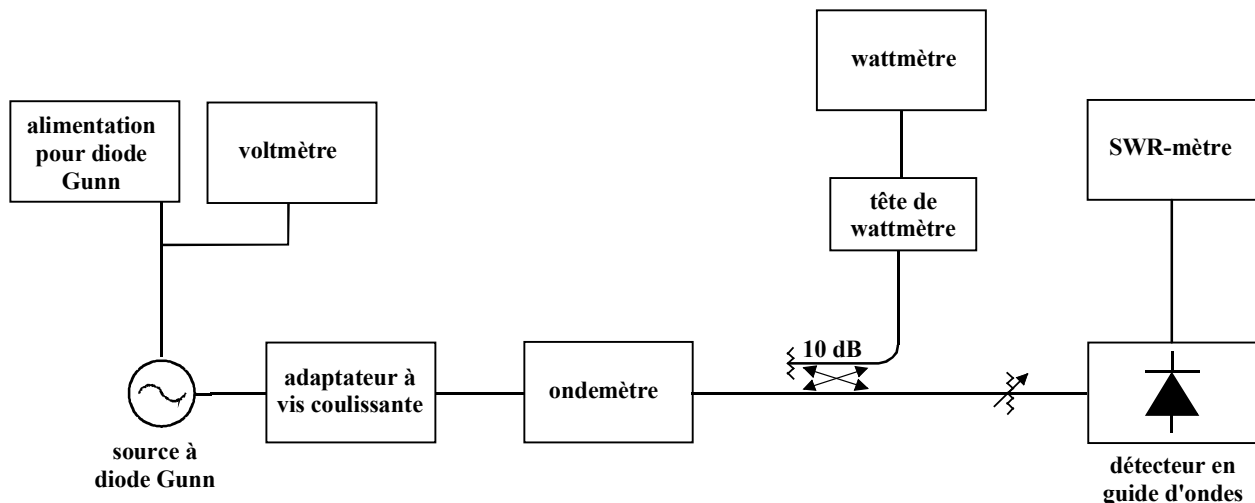 alimentation
pour diode
Gunn
voltmètre
wattmètre
SWR-mètre
tête de
wattmètre
10 dB
adaptateur à
vis coulissante
ondemètre
source à
diode Gunn
détecteur en
guide d'ondes